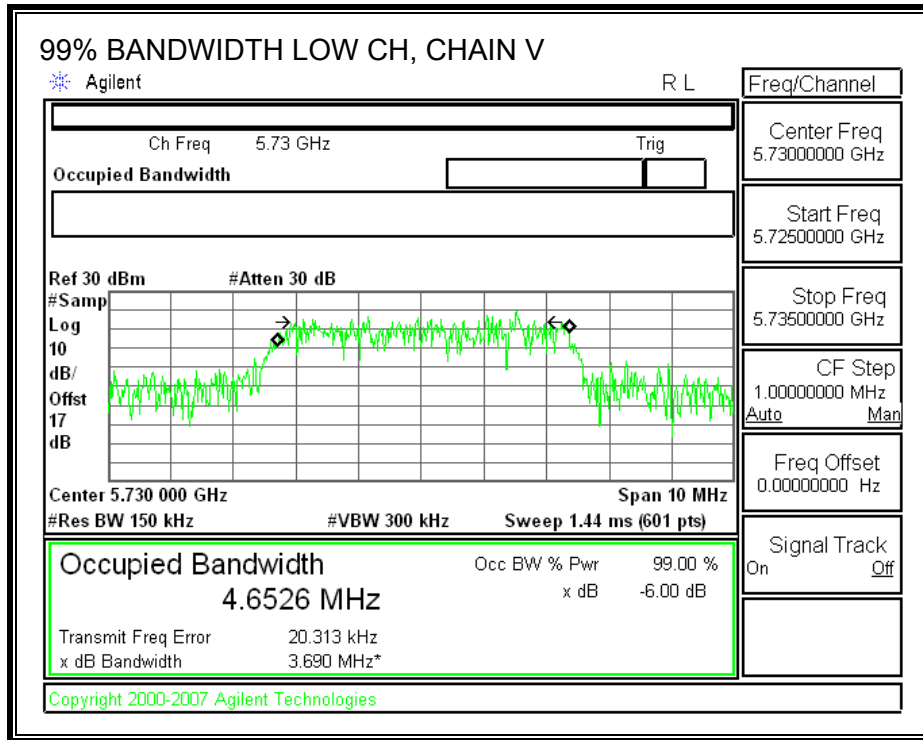 99% BANDWIDTH LOW CH, CHAIN V
Agilent R L
Ch Freq 5.73 GHz Trig
Occupied Bandwidth
Ref 30 dBm #Atten 30 dB
#Samp
Log
10
dB/
Offst
17
dB
Center 5.730 000 GHz Span 10 MHz
#Res BW 150 kHz #VBW 300 kHz Sweep 1.44 ms (601 pts)
Occupied Bandwidth Occ BW % Pwr 99.00 %
4.6526 MHz x dB -6.00 dB
Transmit Freq Error 20.313 kHz
x dB Bandwidth 3.690 MHz*
Copyright 2000-2007 Agilent Technologies
Freq/Channel
Center Freq
5.73000000 GHz
Start Freq
5.72500000 GHz
Stop Freq
5.73500000 GHz
CF Step
1.00000000 MHz
Auto Man
Freq Offset
0.00000000 Hz
Signal Track
On Off